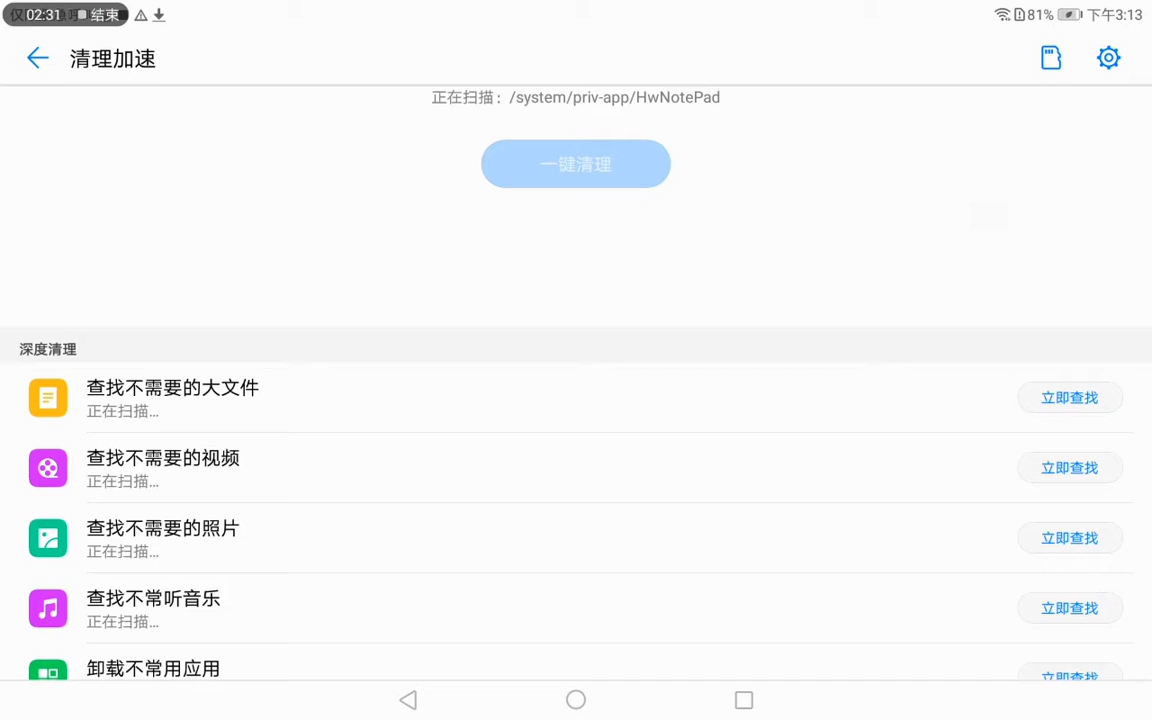 02:31 结束
81% 下午3:13
清理加速
正在扫描：/system/priv-app/HwNotePad
一键清理
深度清理
查找不需要的大文件
正在扫描...
立即查找
查找不需要的视频
正在扫描...
立即查找
查找不需要的照片
正在扫描...
立即查找
查找不常听音乐
正在扫描...
立即查找
卸载不常用应用
立即查找